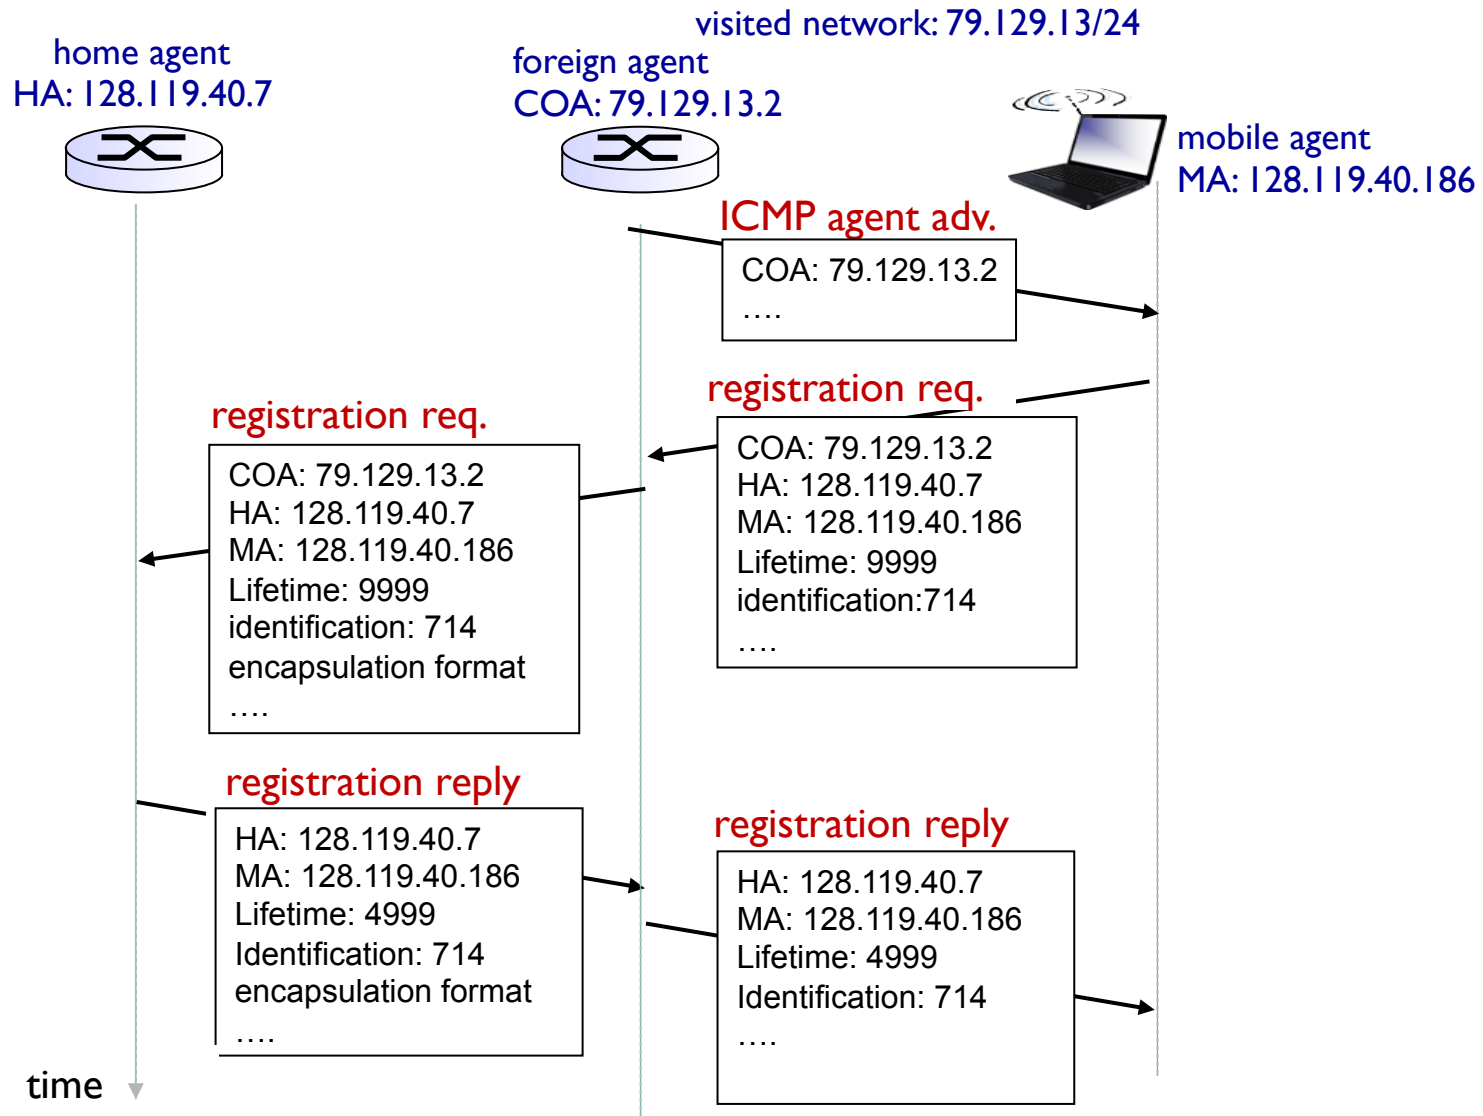 visited network: 79.129.13/24
home agent
HA: 128.119.40.7
foreign agent
COA: 79.129.13.2
mobile agent
MA: 128.119.40.186
ICMP agent adv.
COA: 79.129.13.2
....
registration req.
COA: 79.129.13.2
HA: 128.119.40.7
MA: 128.119.40.186
Lifetime: 9999
identification:714
....
registration req.
COA: 79.129.13.2
HA: 128.119.40.7
MA: 128.119.40.186
Lifetime: 9999
identification: 714
encapsulation format
....
registration reply
HA: 128.119.40.7
MA: 128.119.40.186
Lifetime: 4999
Identification: 714
encapsulation format
....
registration reply
HA: 128.119.40.7
MA: 128.119.40.186
Lifetime: 4999
Identification: 714
....
time